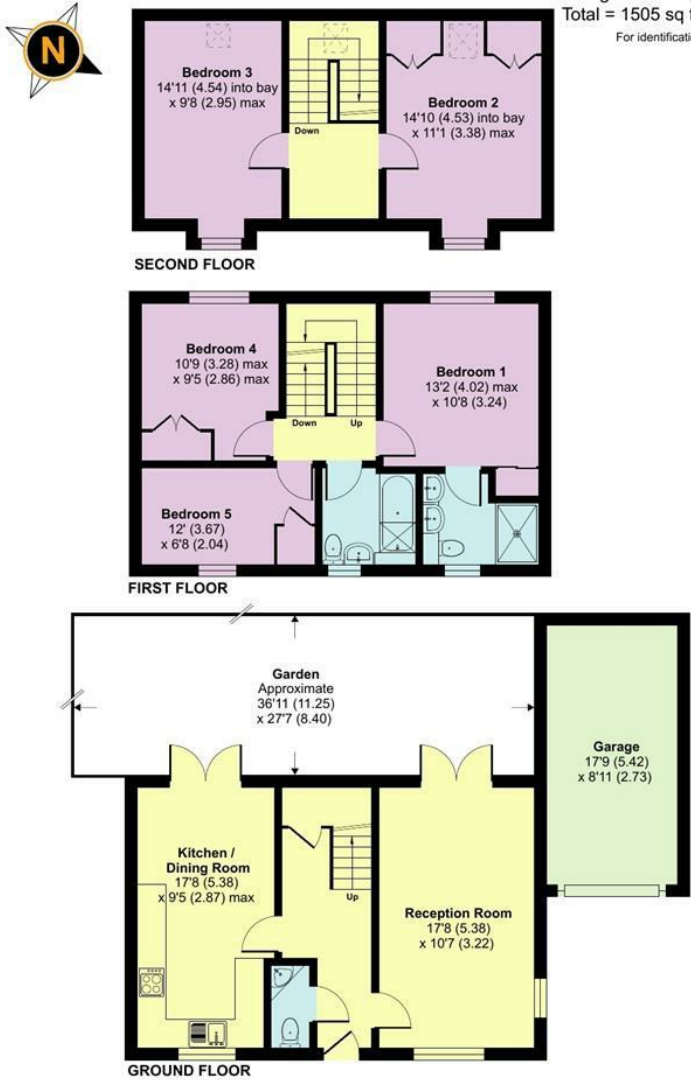 N
Total = 1505 sq
For
Bedroom 3
14'11 (4.54) into bay
x 9'8 (2.95) max
Bedroom 2
14'10 (4.53) into bay
x 11'1 (3.38) max
Down
SECOND FLOOR
Bedroom 4
10'9 (3.28) max
x 9'5 (2.86) max
Bedroom 1
13'2 (4.02) max
x 10'8 (3.24)
Down
Up
Bedroom 5
12' (3.67)
x 6'8 (2.04)
FIRST FLOOR
Garden
Approximate
36'11 (11.25)
x 27'7 (8.40)
Garage
17'9 (5.42)
x 8'11 (2.73)
Kitchen /
Dining Room
17'8 (5.38)
x 9'5 (2.87) max
Up
Reception Room
17'8 (5.38)
x 10'7 (3.22)
GROUND FLOOR